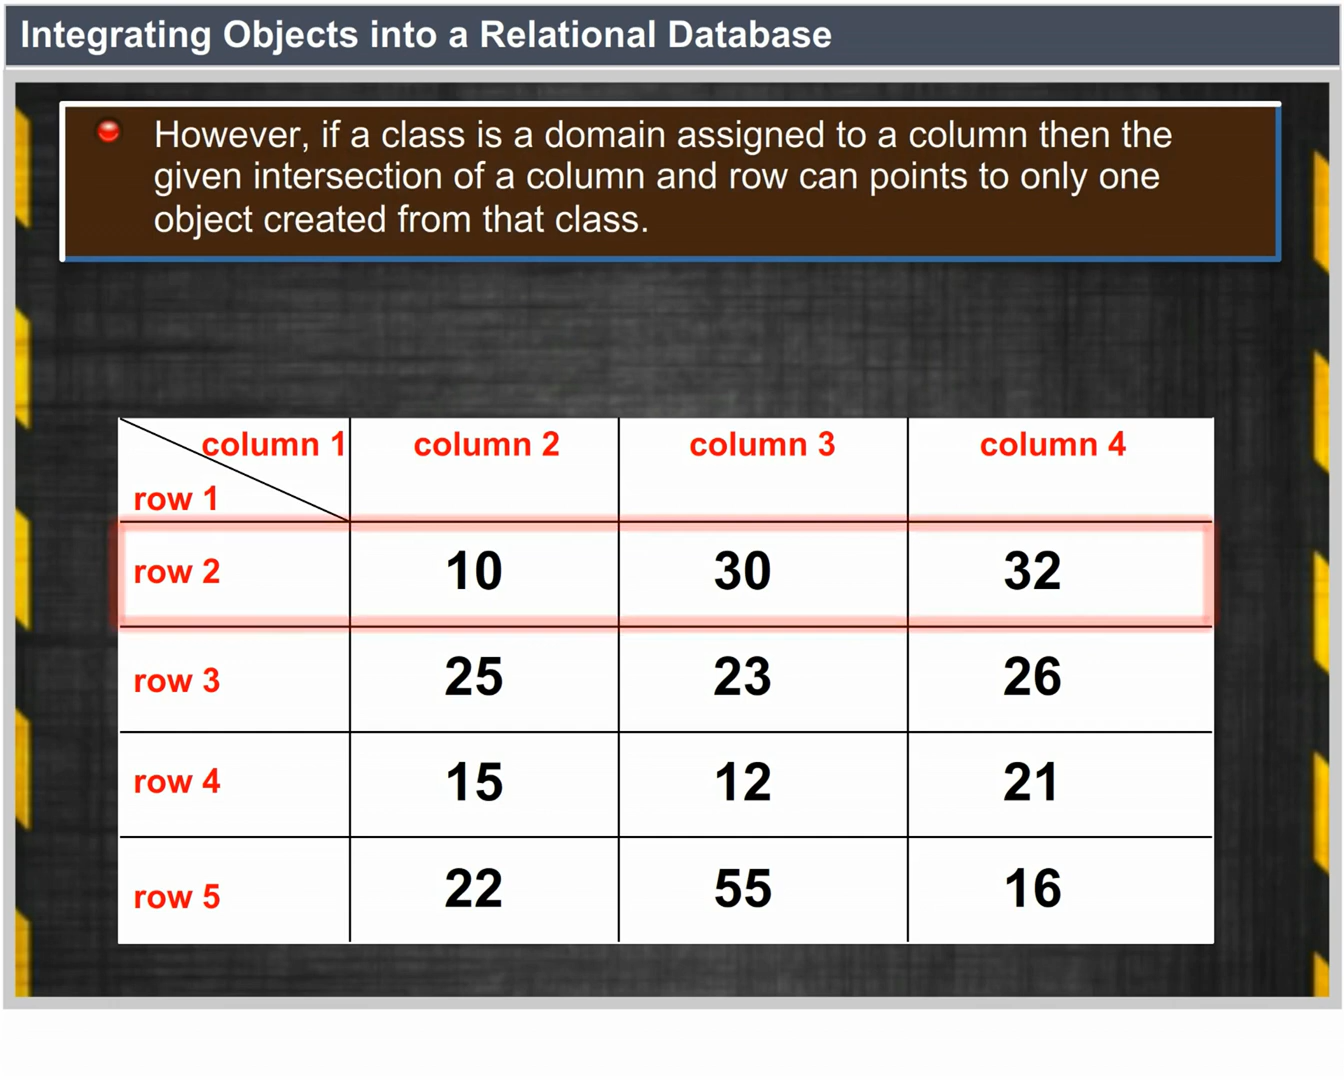 Integrating Objects into a Relational Database
However, if a class is a domain assigned to a column then the
given intersection of a column and row can points to only one
object created from that class.
column 1 column 2 column 3 column 4
row 1
row 2 10 30 32
row 3 25 23 26
row 4 15 12 21
row 5 22 55 16